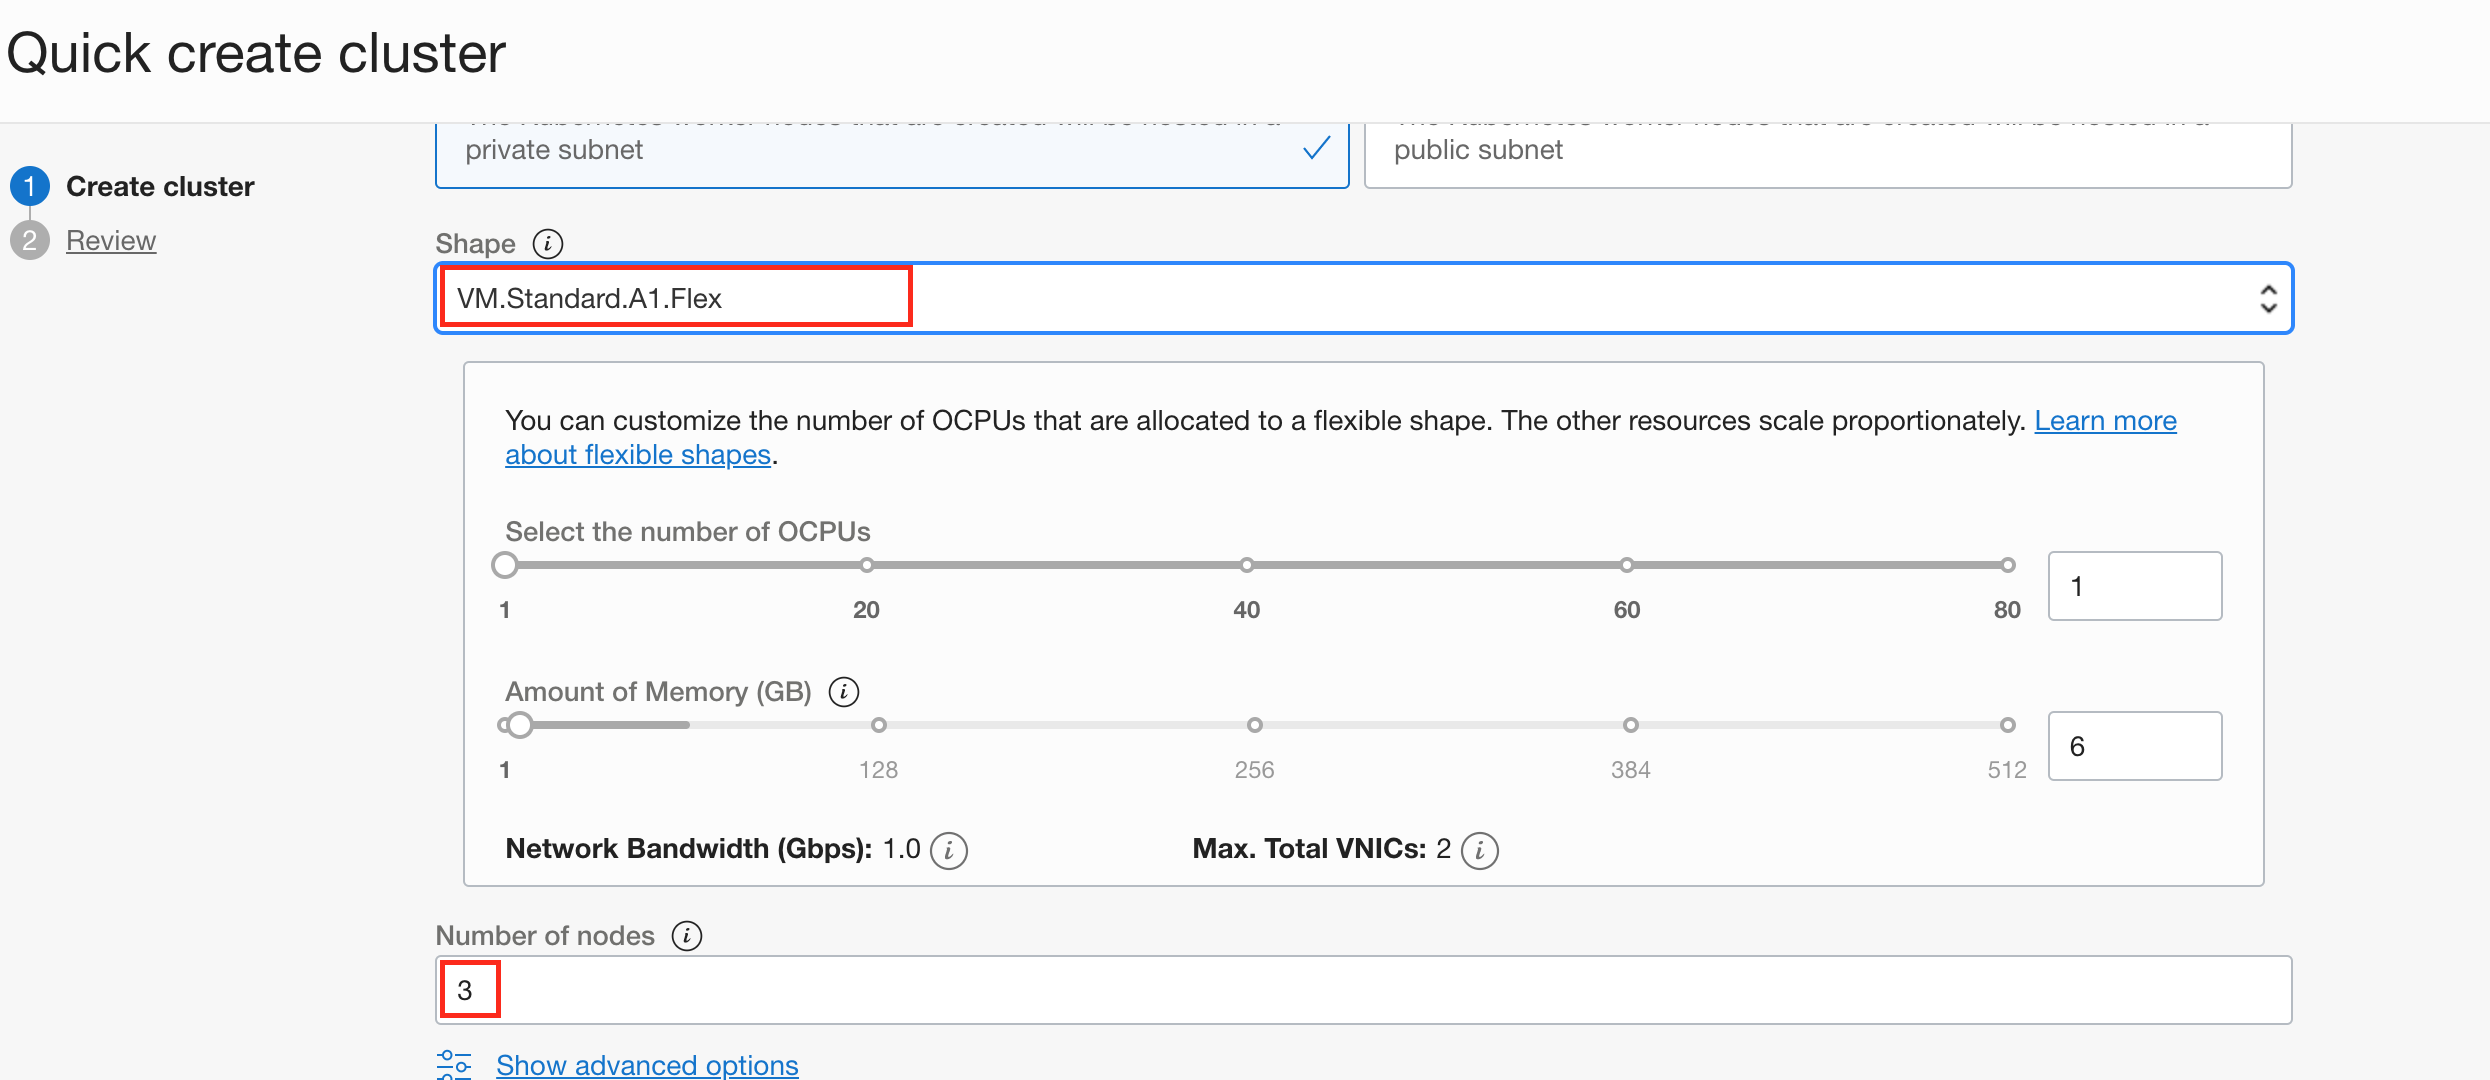 Quick create cluster
private subnet
public subnet
1 Create cluster
2 Review
Shape i
VM.Standard.A1.Flex
You can customize the number of OCPUs that are allocated to a flexible shape. The other resources scale proportionately. Learn more
about flexible shapes.
Select the number of OCPUs
1 20 40 60 80
1
Amount of Memory (GB) i
1 128 256 384 512
6
Network Bandwidth (Gbps): 1.0 i Max. Total VNICs: 2 i
Number of nodes i
3
Show advanced options